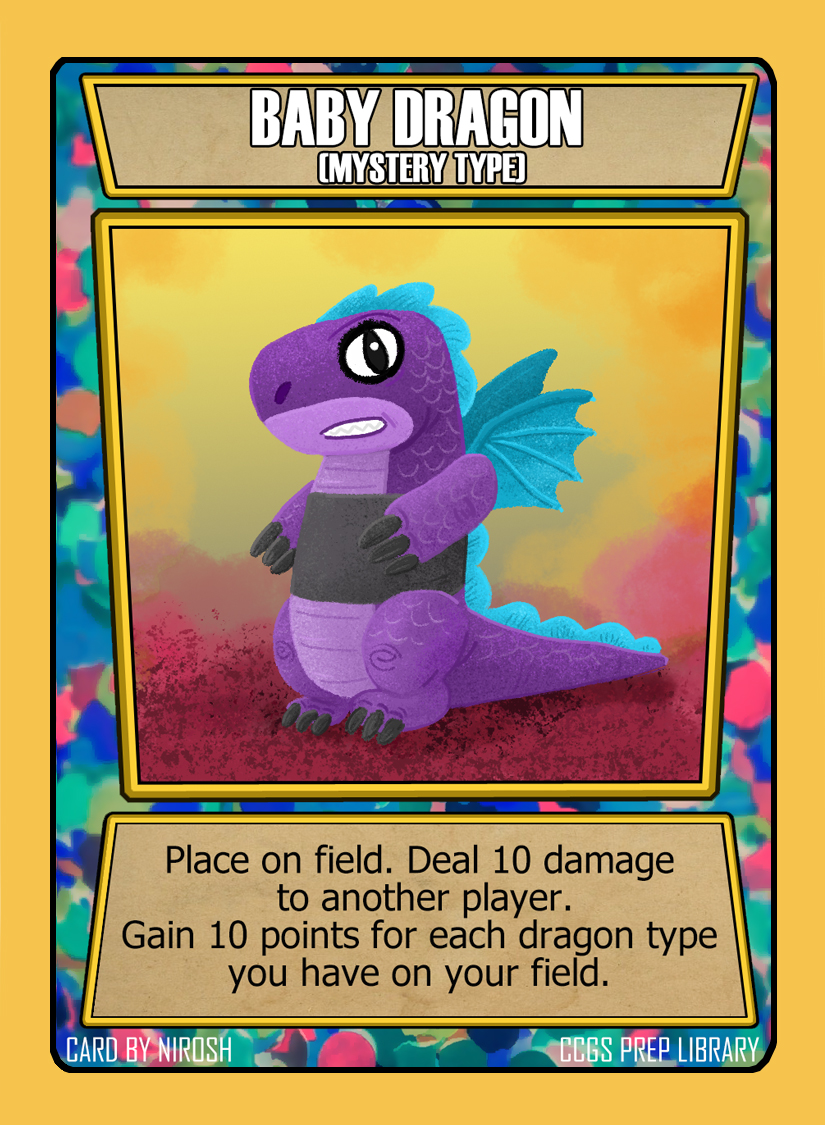 BABY DRAGON
(MYSTERY TYPE)
Place on field. Deal 10 damage
to another player.
Gain 10 points for each dragon type
you have on your field.
CARD BY NIROSH
CCGS PREP LIBRARY